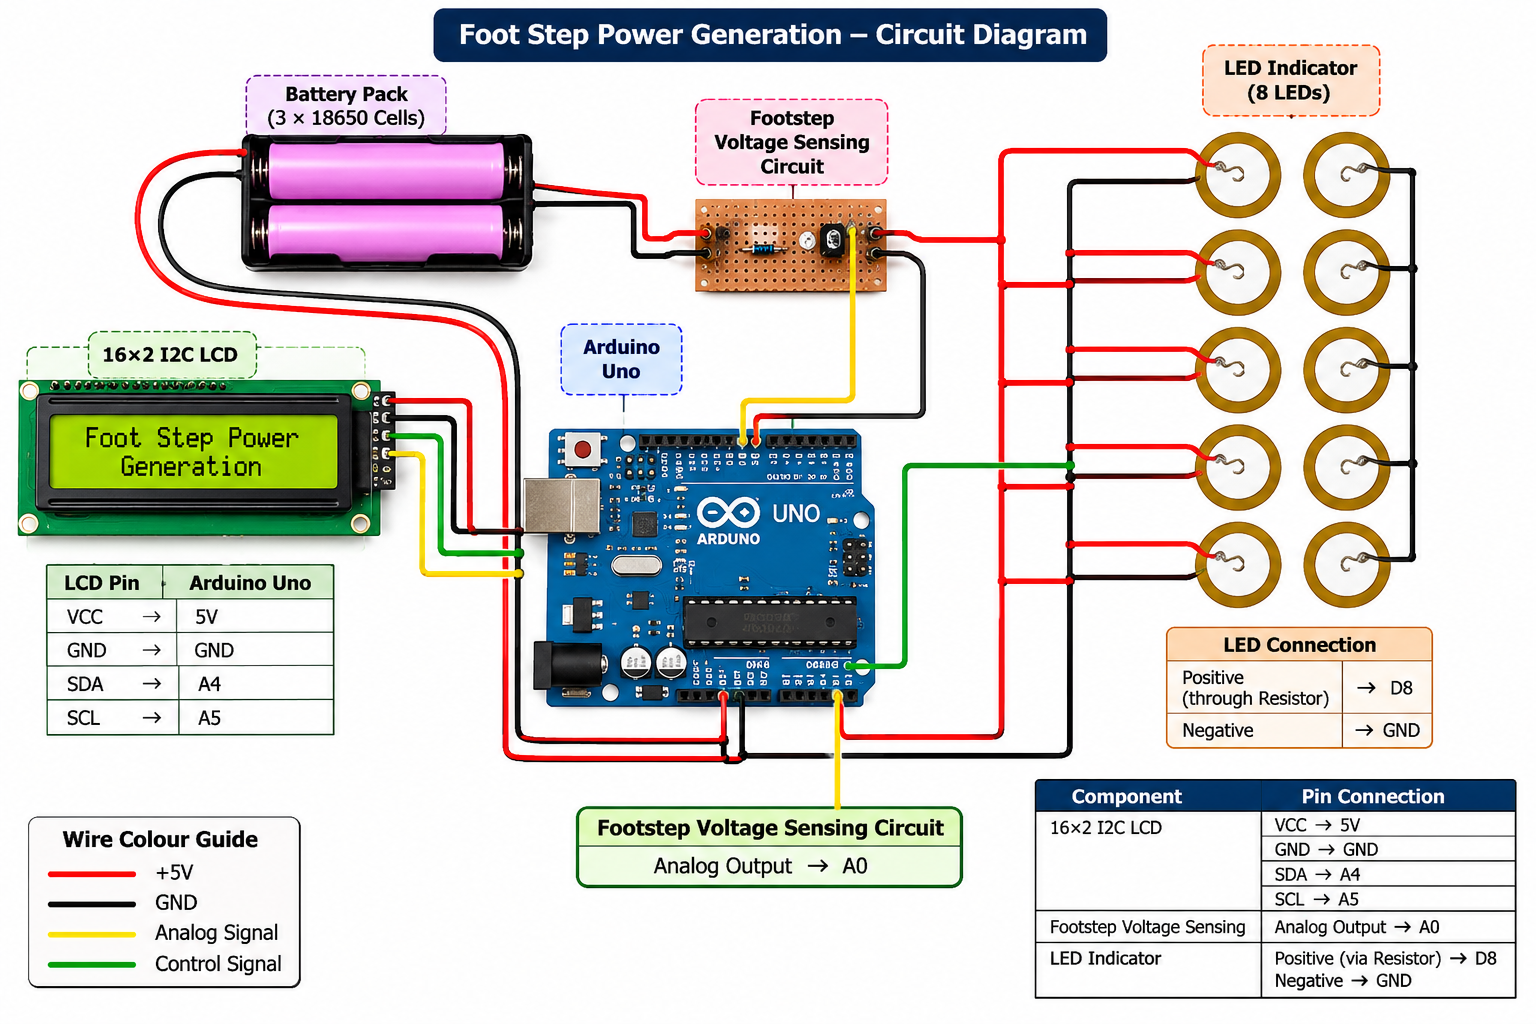 Foot Step Power Generation – Circuit Diagram
Battery Pack
(3 × 18650 Cells)
Footstep
Voltage Sensing
Circuit
LED Indicator
(8 LEDs)
16×2 I2C LCD
Arduino
Uno
Foot Step Power
Generation
UNO
ARDUINO
LCD Pin Arduino Uno
VCC → 5V
GND → GND
SDA → A4
SCL → A5
LED Connection
Positive
(through Resistor) → D8
Negative → GND
Wire Colour Guide
+5V
GND
Analog Signal
Control Signal
Footstep Voltage Sensing Circuit
Analog Output → A0
Component Pin Connection
16×2 I2C LCD VCC → 5V
GND → GND
SDA → A4
SCL → A5
Footstep Voltage Sensing Analog Output → A0
LED Indicator Positive (via Resistor) → D8
Negative → GND